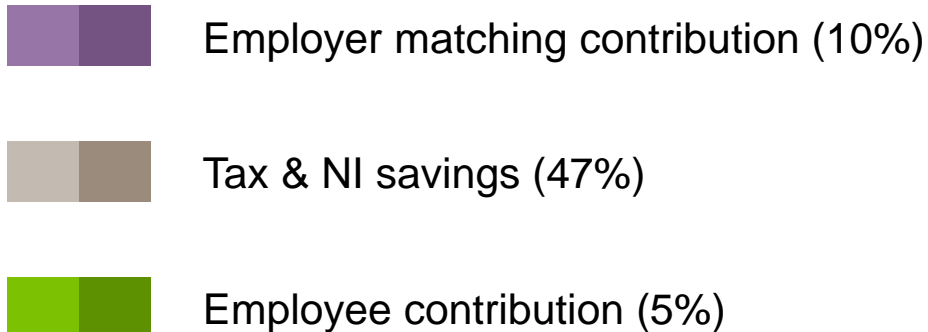 Employer matching contribution (10%)
Tax & NI savings (47%)
Employee contribution (5%)